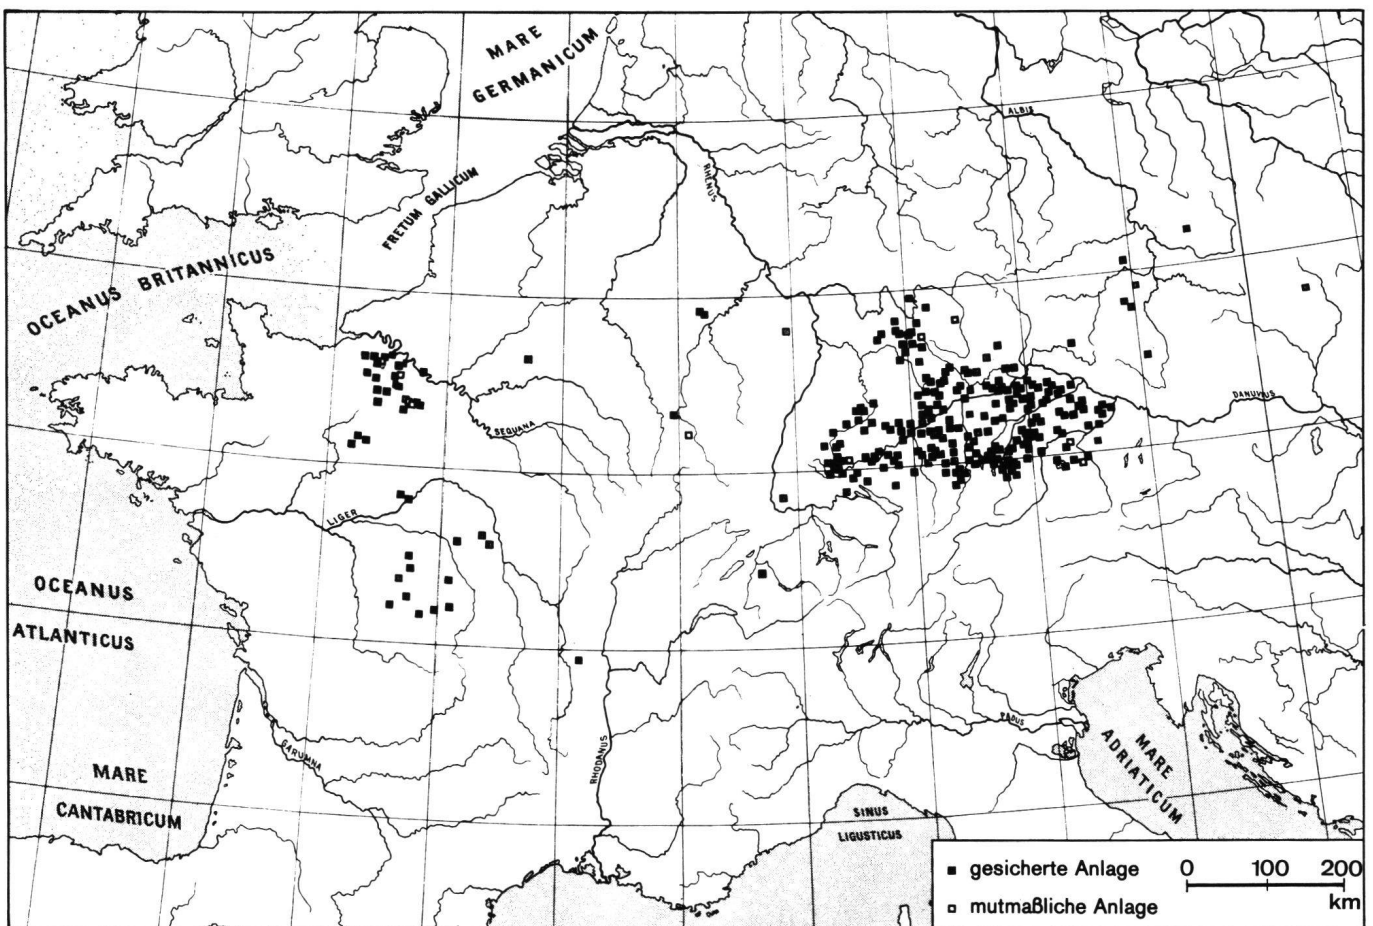 MARE
GERMANICUM
ALBIS
RHENUS
FRETUM GALLICUM
OCEANUS BRITANNICUS
DANUVIUS
SEQUANA
LIGER
OCEANUS
ATLANTICUS
PADUS
MARE
ADRIATICUM
GARUMNA
RHODANUS
MARE
CANTABRICUM
SINUS
LIGUSTICUS
gesicherte Anlage
mutmaßliche Anlage
0 100 200
km